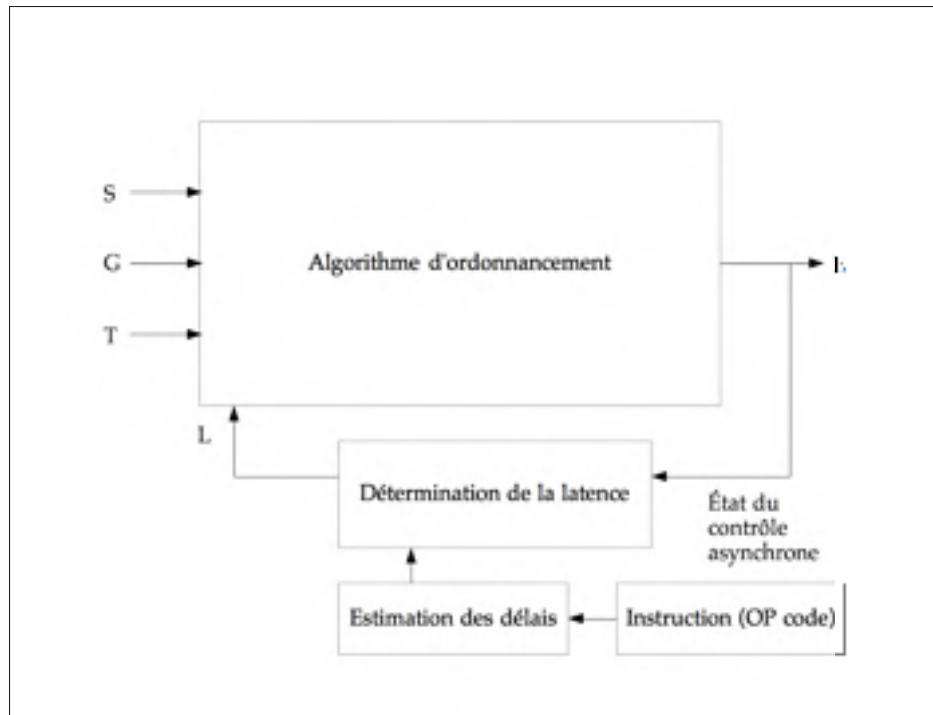 S
G
Algorithme d'ordonnancement
T
L
Détermination de la latence
État du
contrôle
asynchrone
Estimation des délais
Instruction (OP code)